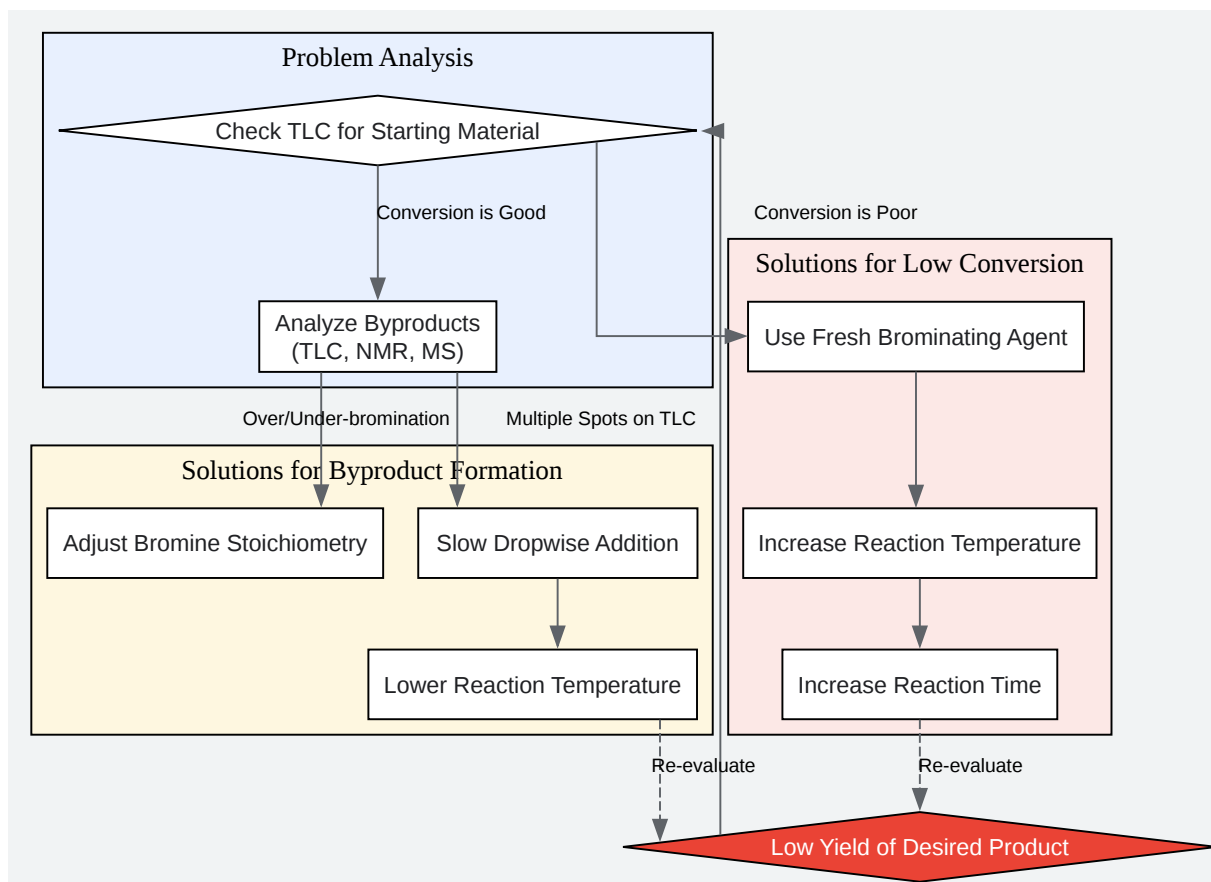 Problem Analysis
Check TLC for Starting Material
Conversion is Good
Conversion is Poor
Analyze Byproducts
(TLC, NMR, MS)
Solutions for Low Conversion
Use Fresh Brominating Agent
Over/Under-bromination
Multiple Spots on TLC
Solutions for Byproduct Formation
Adjust Bromine Stoichiometry
Slow Dropwise Addition
Increase Reaction Temperature
Lower Reaction Temperature
Increase Reaction Time
Re-evaluate
Re-evaluate
Low Yield of Desired Product